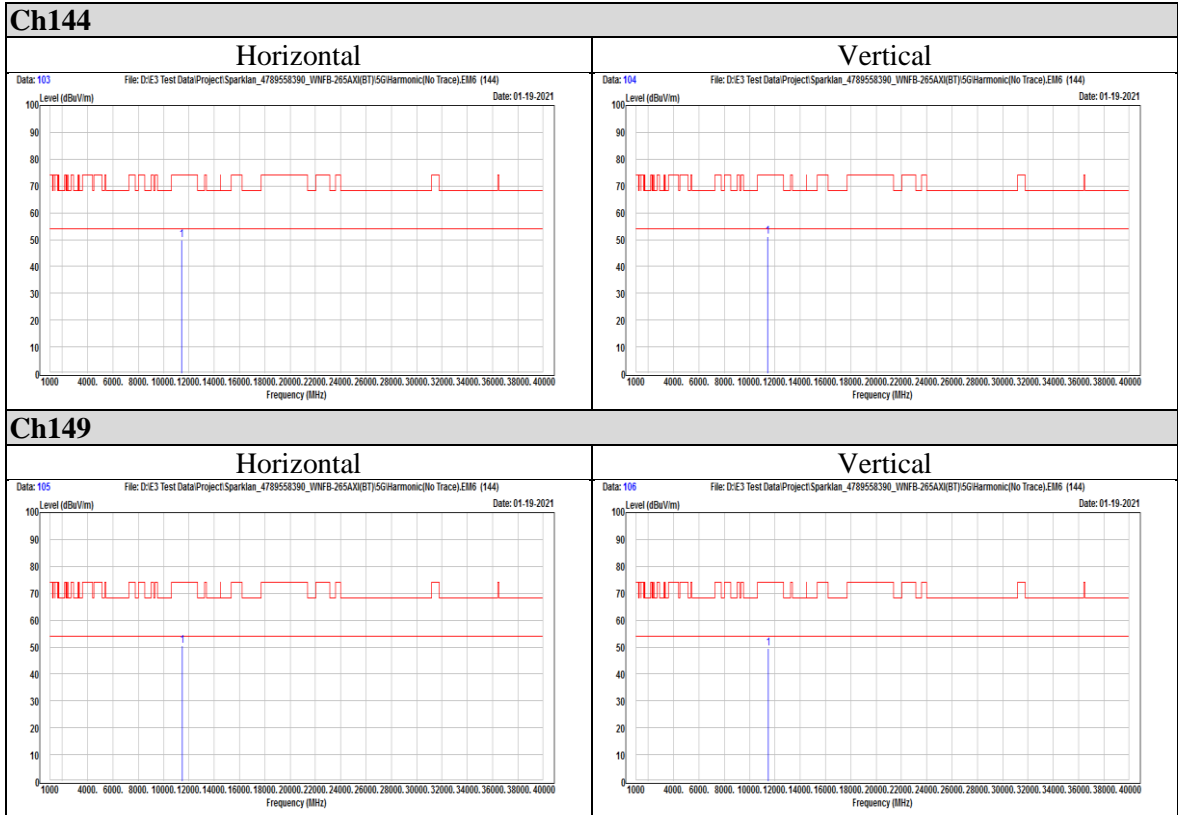 Ch144
Horizontal
Vertical
Data: 103 File: D:\E3 Test Data\Project\Sparklan_4789558390_WNFB-265AXI(BT)\5G\Harmonic(No Trace).EM6 (144)
Level (dBuV/m)
Date: 01-19-2021
100
90
80
70
60
50
40
30
20
10
0
1
1000 4000. 6000. 8000. 10000. 12000. 14000. 16000. 18000. 20000. 22000. 24000. 26000. 28000. 30000. 32000. 34000. 36000. 38000. 40000
Frequency (MHz)
Data: 104 File: D:\E3 Test Data\Project\Sparklan_4789558390_WNFB-265AXI(BT)\5G\Harmonic(No Trace).EM6 (144)
Level (dBuV/m)
Date: 01-19-2021
100
90
80
70
60
50
40
30
20
10
0
1
1000 4000. 6000. 8000. 10000. 12000. 14000. 16000. 18000. 20000. 22000. 24000. 26000. 28000. 30000. 32000. 34000. 36000. 38000. 40000
Frequency (MHz)
Ch149
Horizontal
Vertical
Data: 105 File: D:\E3 Test Data\Project\Sparklan_4789558390_WNFB-265AXI(BT)\5G\Harmonic(No Trace).EM6 (144)
Level (dBuV/m)
Date: 01-19-2021
100
90
80
70
60
50
40
30
20
10
0
1
1000 4000. 6000. 8000. 10000. 12000. 14000. 16000. 18000. 20000. 22000. 24000. 26000. 28000. 30000. 32000. 34000. 36000. 38000. 40000
Frequency (MHz)
Data: 106 File: D:\E3 Test Data\Project\Sparklan_4789558390_WNFB-265AXI(BT)\5G\Harmonic(No Trace).EM6 (144)
Level (dBuV/m)
Date: 01-19-2021
100
90
80
70
60
50
40
30
20
10
0
1
1000 4000. 6000. 8000. 10000. 12000. 14000. 16000. 18000. 20000. 22000. 24000. 26000. 28000. 30000. 32000. 34000. 36000. 38000. 40000
Frequency (MHz)